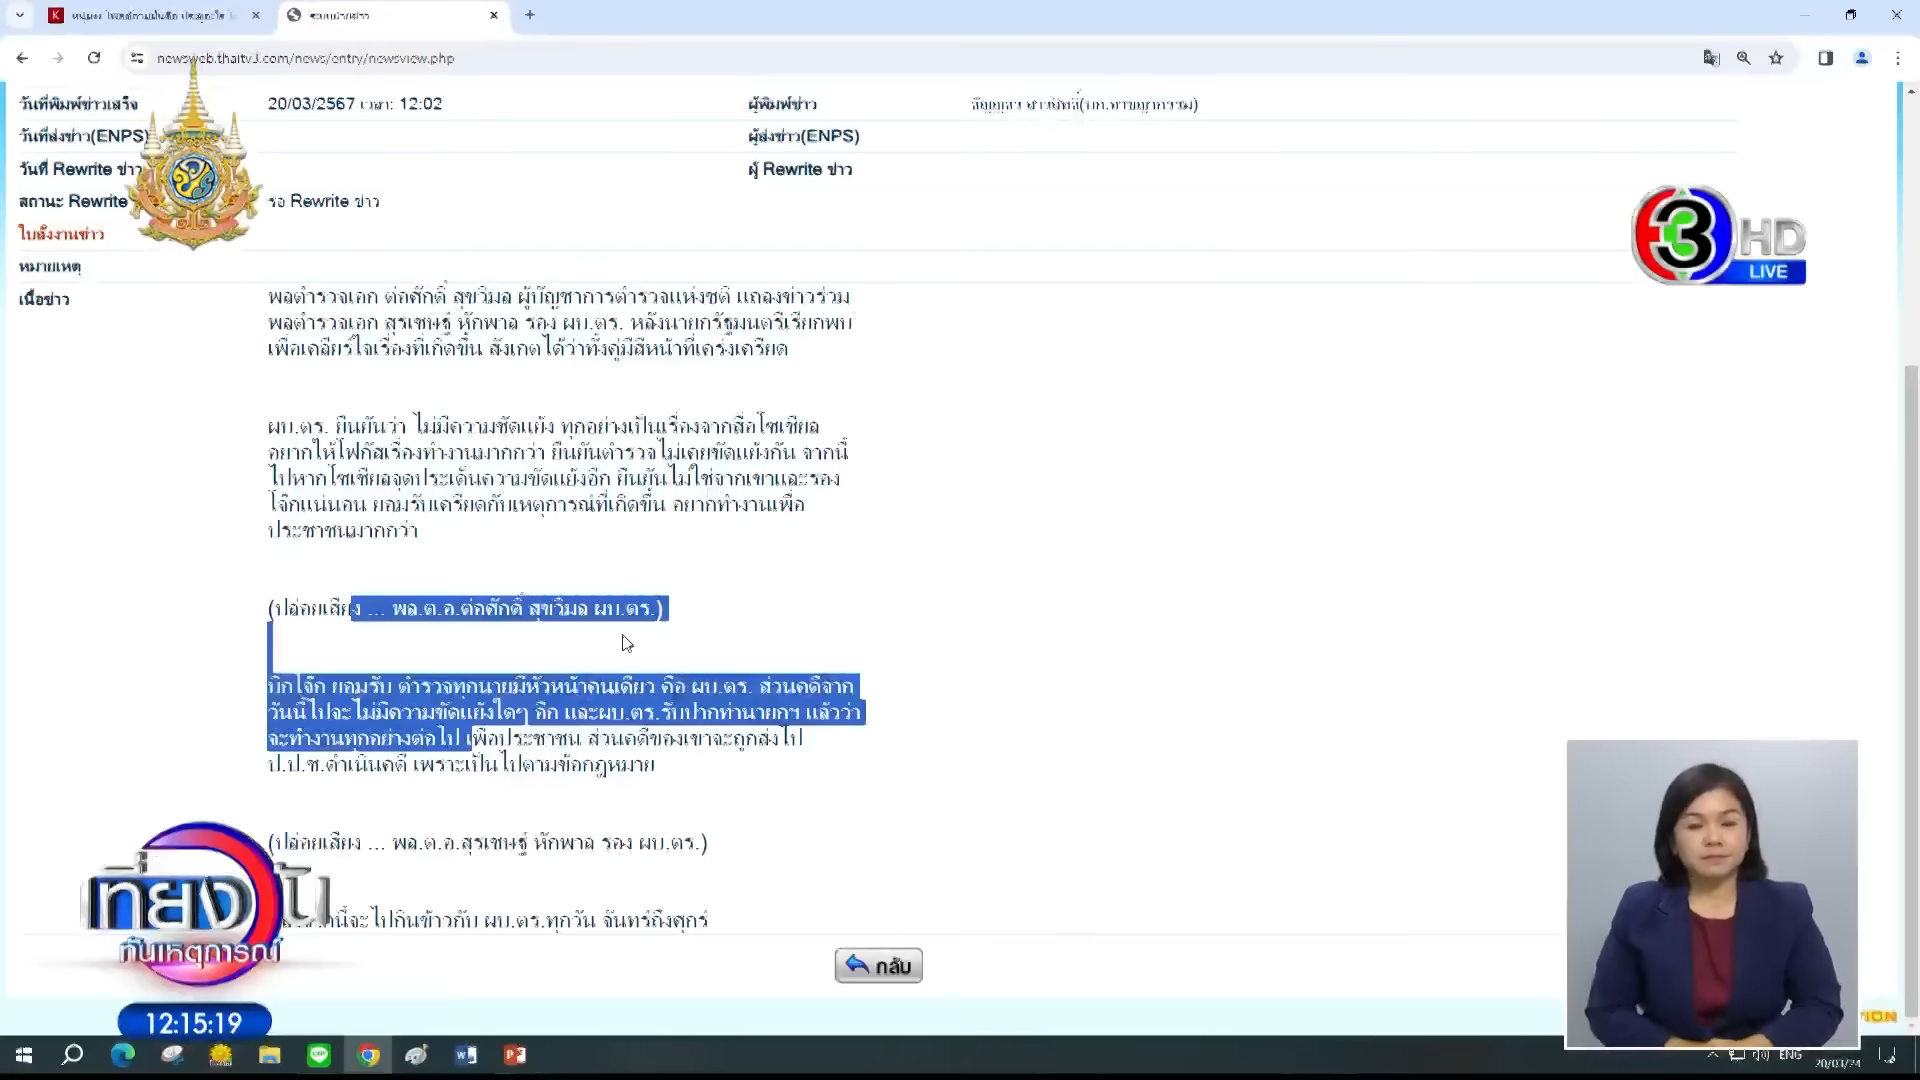 newsweb.thaitv3.com/news/entry/newsview.php
วันที่พิมพ์ข่าวเสร็จ 20/03/2567 เวลา: 12:02 ผู้พิมพ์ข่าว
วันที่ส่งข่าว(ENPS) ผู้ส่งข่าว(ENPS)
วันที่ Rewrite ข่าว ผู้ Rewrite ข่าว
สถานะ Rewrite รอ Rewrite ข่าว
ใบสั่งงานข่าว
หมายเหตุ
3 HD
LIVE
เนื้อข่าว
พลตำรวจเอก ต่อศักดิ์ สุขวิมล ผู้บัญชาการตำรวจแห่งชติ แถลงข่าวร่วม
พลตำรวจเอก สุรเชษฐ์ หักพาล รอง ผบ.ตร. หลังนายกรัฐมนตรีเรียกพบ
เพื่อเคลียร์ใจเรื่องที่เกิดขึ้น สังเกตได้ว่าทั้งคู่มีสีหน้าที่เคร่งเครียด
ผบ.ตร. ยืนยันว่า ไม่มีความขัดแย้ง ทุกอย่างเป็นเรื่องจากสื่อโซเชียล
อยากให้โฟกัสเรื่องทำงานมากกว่า ยืนยันตำรวจไม่เคยขัดแย้งกัน จากนี้
ไปหากโซเชียลจุดประเด็นความขัดแย้งอีก ยืนยันไม่ใช่จากเขาและรอง
โจ๊กแน่นอน ยอมรับเครียดกับเหตุการณ์ที่เกิดขึ้น อยากทำงานเพื่อ
ประชาชนมากกว่า
(ปล่อยเสียง ... พล.ต.อ.ต่อศักดิ์ สุขวิมล ผบ.ตร.)
บิ๊กโจ๊ก ยอมรับ ตำรวจทุกนายมีหัวหน้าคนเดียว คือ ผบ.ตร. ส่วนคดีจาก
วันนี้ไปจะไม่มีความขัดแย้งใดๆ อีก และผบ.ตร.รับปากท่านายกฯ แล้วว่า
จะทำงานทุกอย่างต่อไป เพื่อประชาชน ส่วนคดีของเขาจะถูกส่งไป
ป.ป.ช.ดำเนินคดี เพราะเป็นไปตามข้อกฎหมาย
(ปล่อยเสียง ... พล.ต.อ.สุรเชษฐ์ หักพาล รอง ผบ.ตร.)
นี้จะไปกินข้าวกับ ผบ.ตร.ทุกวัน จันทร์ถึงศุกร์
กลับ
เที่ยงวัน
ทันเหตุการณ์
12:15:19
ION
ENG
20/03/24